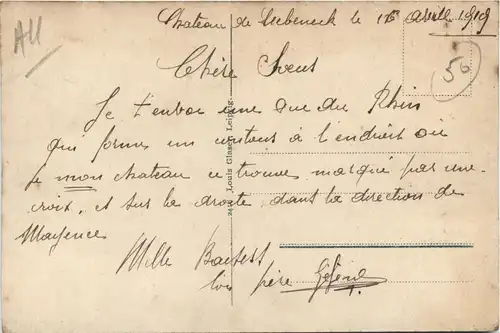 Chateau de Liebeneck le 16 Avril 1919
50
All
Chère Soeur
Je t'envoie une vue du Rhin
qui forme un contour à l'endroit où
mon chateau se trouve marqué par une
croix, et sur la droite dans la direction de
Mayence
Mille Baisers
ton frère
Louis Glaser, Leipzig.